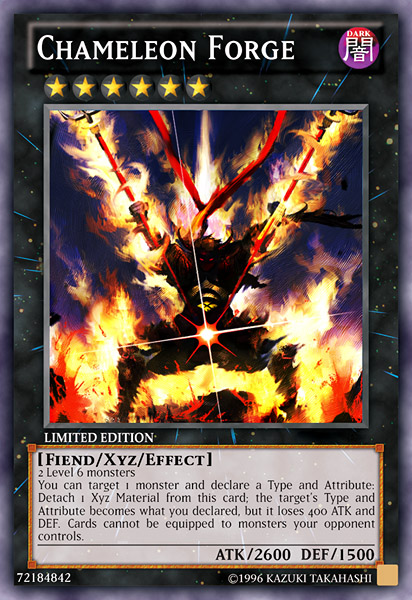 CHAMELEON FORGE
DARK
闇
LIMITED EDITION
[FIEND/XYZ/EFFECT]
2 Level 6 monsters
You can target 1 monster and declare a Type and Attribute:
Detach 1 Xyz Material from this card; the target's Type and
Attribute becomes what you declared, but it loses 400 ATK and
DEF. Cards cannot be equipped to monsters your opponent
controls.
ATK/2600 DEF/1500
72184842
©1996 KAZUKI TAKAHASHI